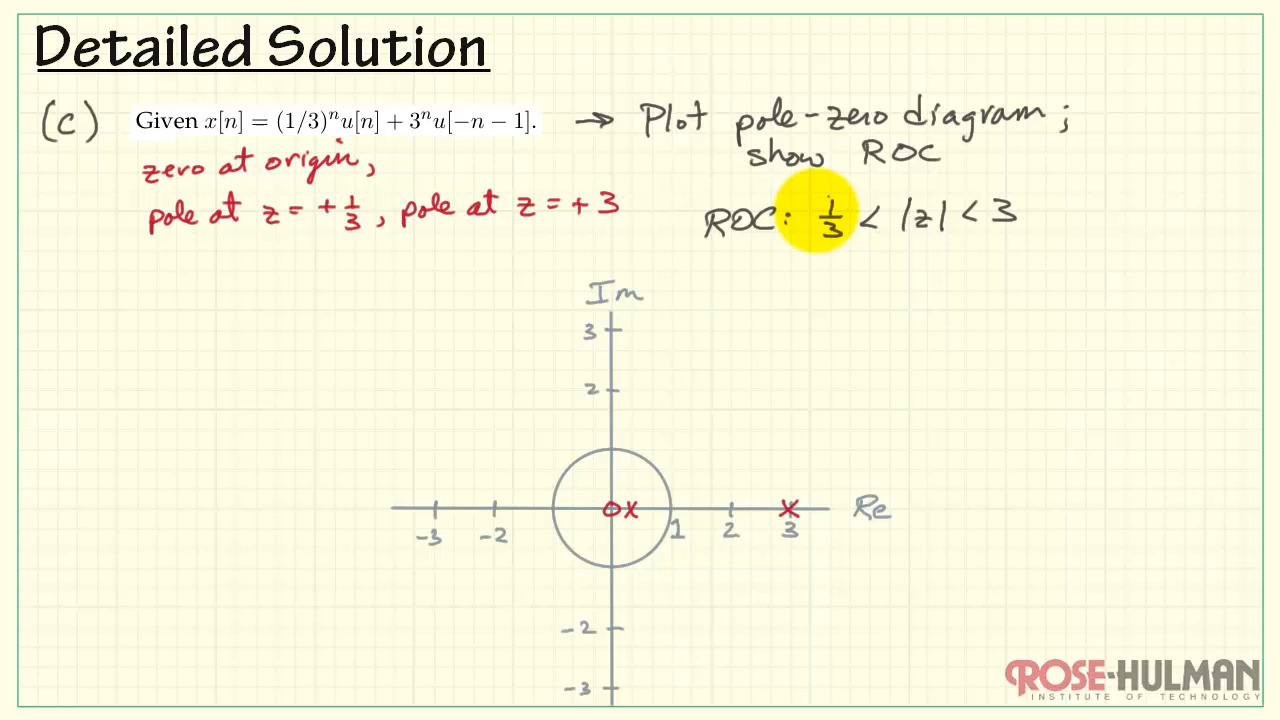 Detailed Solution
(c) Given x[n] = (1/3)ⁿu[n] + 3ⁿu[−n − 1]. → Plot pole-zero diagram;
show ROC
zero at origin,
pole at z = + 1/3, pole at z = + 3
ROC: 1/3 < |z| < 3
Im
3
2
-3 -2 1 2 3 Re
-2
-3
ROSE-HULMAN
INSTITUTE OF TECHNOLOGY